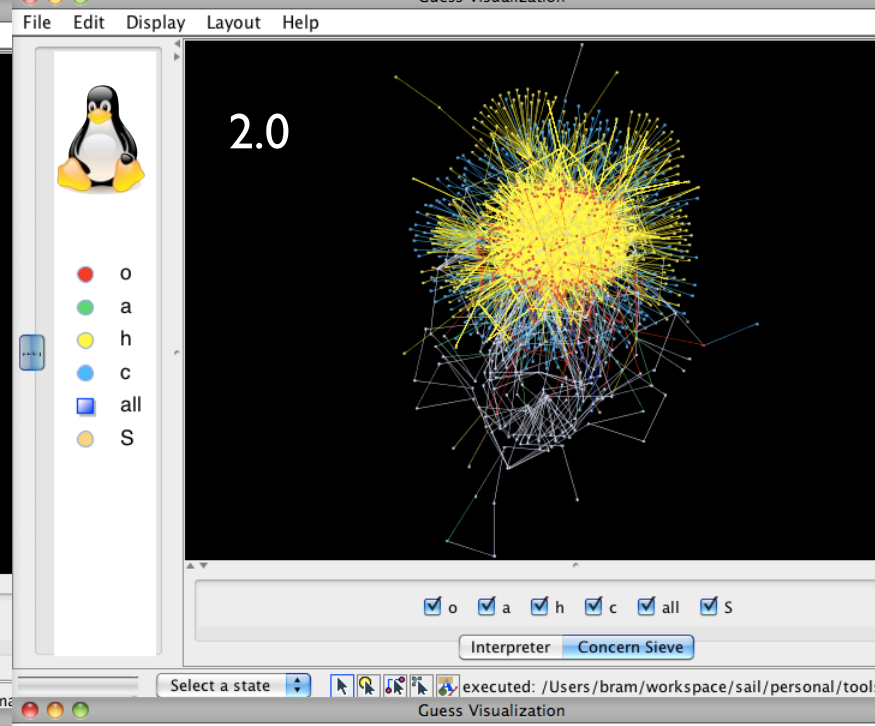 Guess Visualization
File Edit Display Layout Help
2.0
o
a
h
c
all
S
o a h c all S
Interpreter Concern Sieve
Select a state executed: /Users/bram/workspace/sail/personal/tools
Guess Visualization